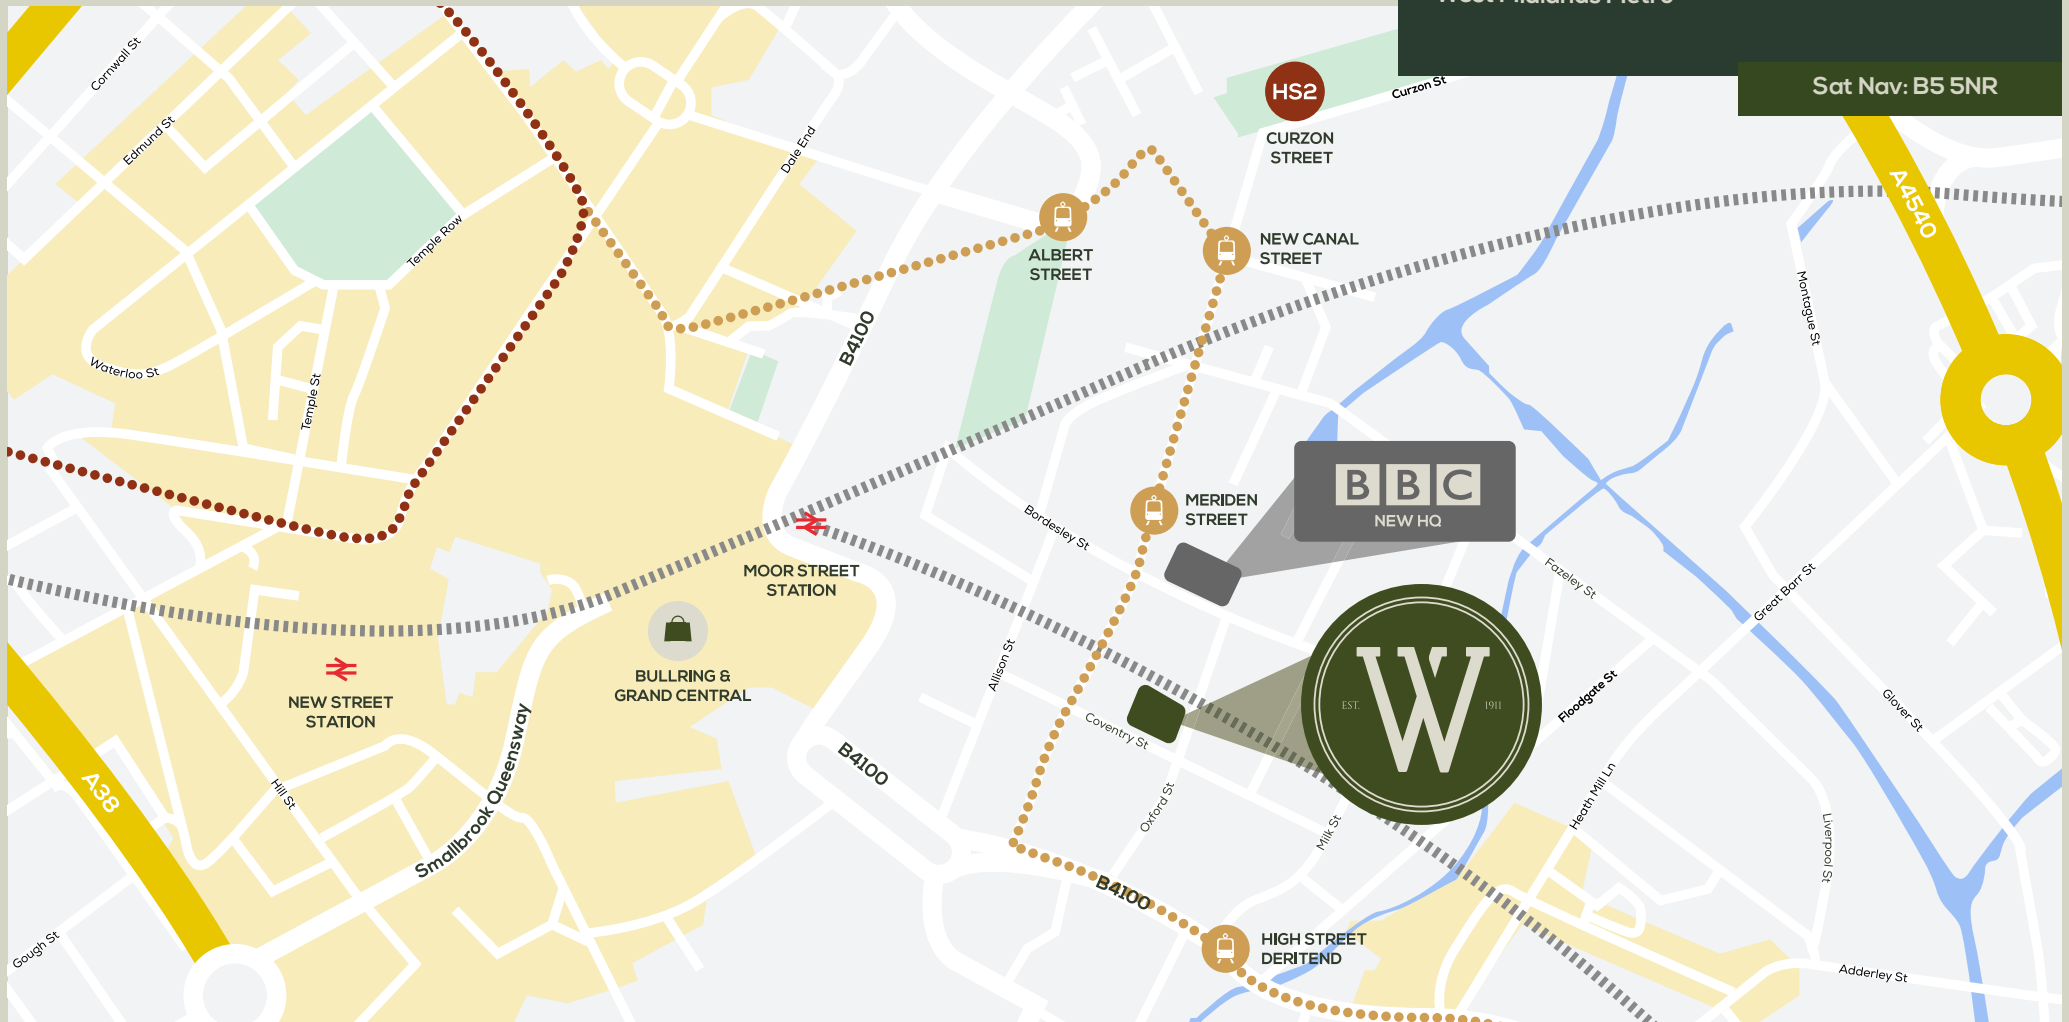 West Midlands Metro
Sat Nav: B5 5NR
Cornwall St
Edmund St
Dale End
HS2
CURZON
STREET
Curzon St
A4540
Temple Row
ALBERT
STREET
NEW CANAL
STREET
Montague St
B4100
Waterloo St
Temple St
MERIDEN
STREET
BBC
NEW HQ
Bordesley St
MOOR STREET
STATION
Fazeley St
Great Barr St
Allison St
BULLRING &
GRAND CENTRAL
NEW STREET
STATION
EST.
W
1911
Floodgate St
Glover St
Coventry St
B4100
A38
Hill St
Smallbrook Queensway
Oxford St
Milk St
Heath Mill Ln
Liverpool St
B4100
HIGH STREET
DERITEND
Gough St
Adderley St